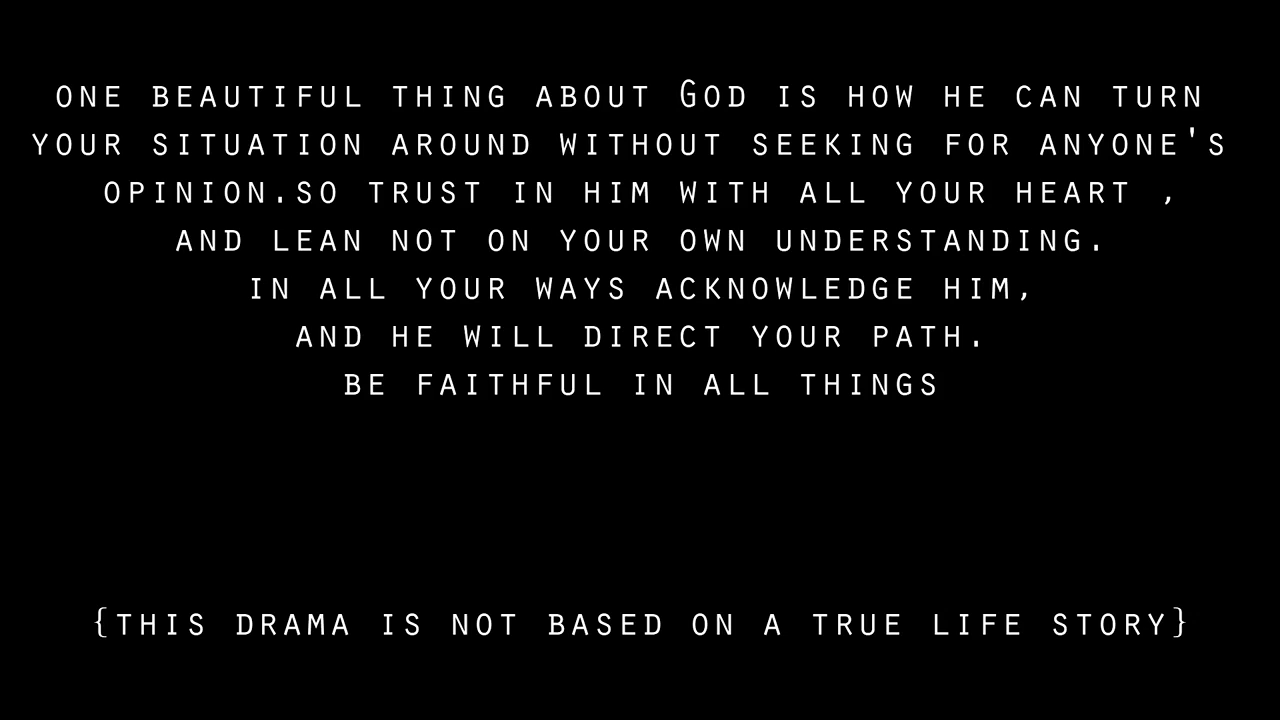 ONE BEAUTIFUL THING ABOUT GOD IS HOW HE CAN TURN
YOUR SITUATION AROUND WITHOUT SEEKING FOR ANYONE'S
OPINION.SO TRUST IN HIM WITH ALL YOUR HEART ,
AND LEAN NOT ON YOUR OWN UNDERSTANDING.
IN ALL YOUR WAYS ACKNOWLEDGE HIM,
AND HE WILL DIRECT YOUR PATH.
BE FAITHFUL IN ALL THINGS
{THIS DRAMA IS NOT BASED ON A TRUE LIFE STORY}